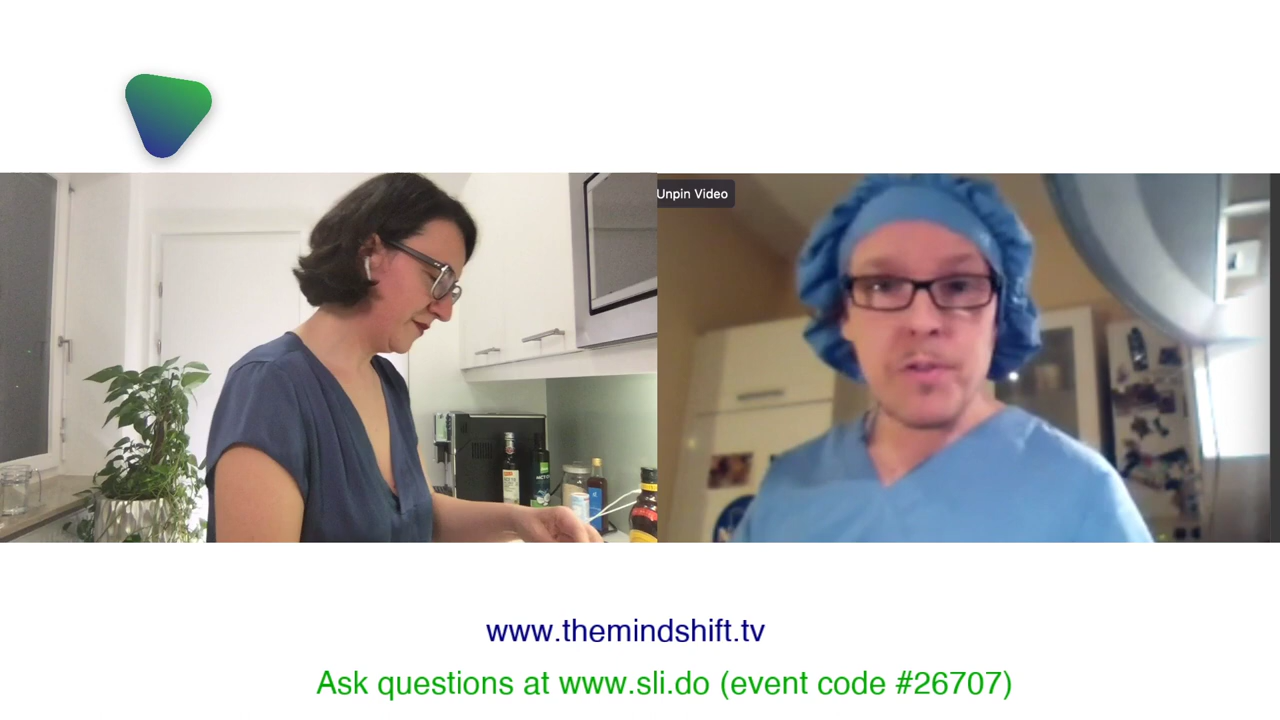 Unpin Video
www.themindshift.tv
Ask questions at www.sli.do (event code #26707)